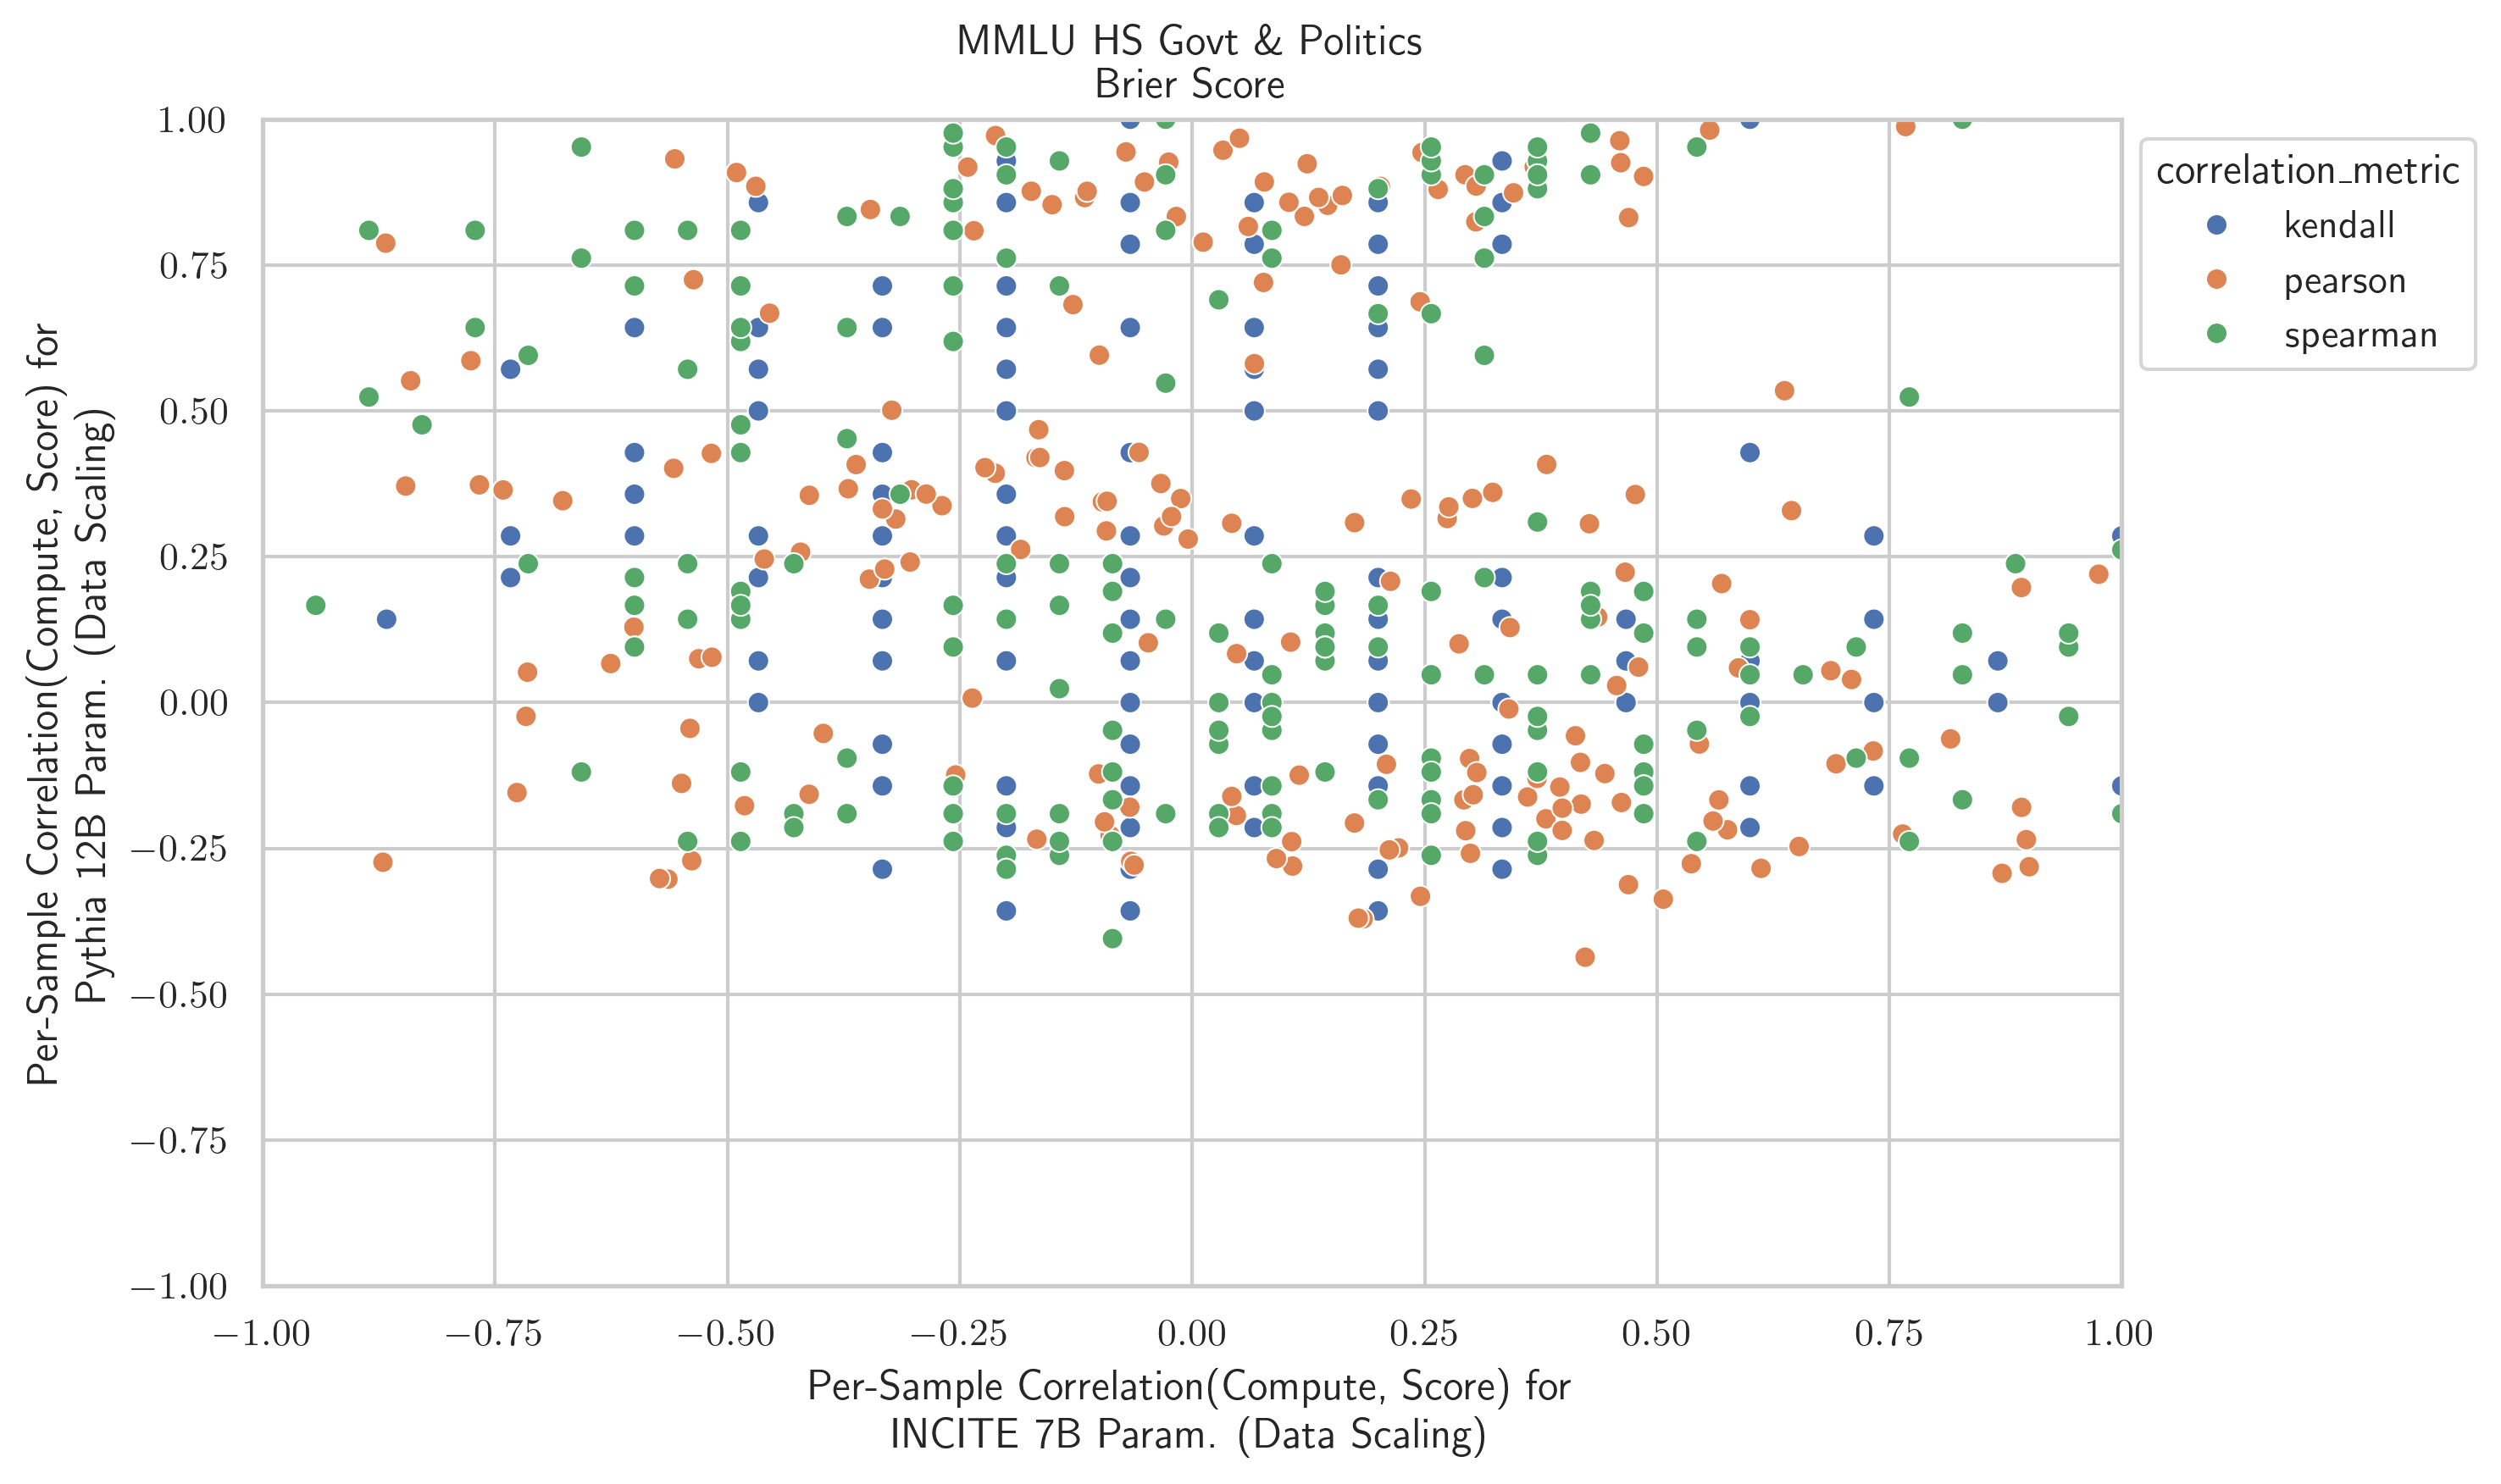 MMLU HS Govt & Politics
Brier Score
Per-Sample Correlation(Compute, Score) for
Pythia 12B Param. (Data Scaling)
1.00
0.75
0.50
0.25
0.00
−0.25
−0.50
−0.75
−1.00
−1.00 −0.75 −0.50 −0.25 0.00 0.25 0.50 0.75 1.00
Per-Sample Correlation(Compute, Score) for
INCITE 7B Param. (Data Scaling)
correlation_metric
kendall
pearson
spearman